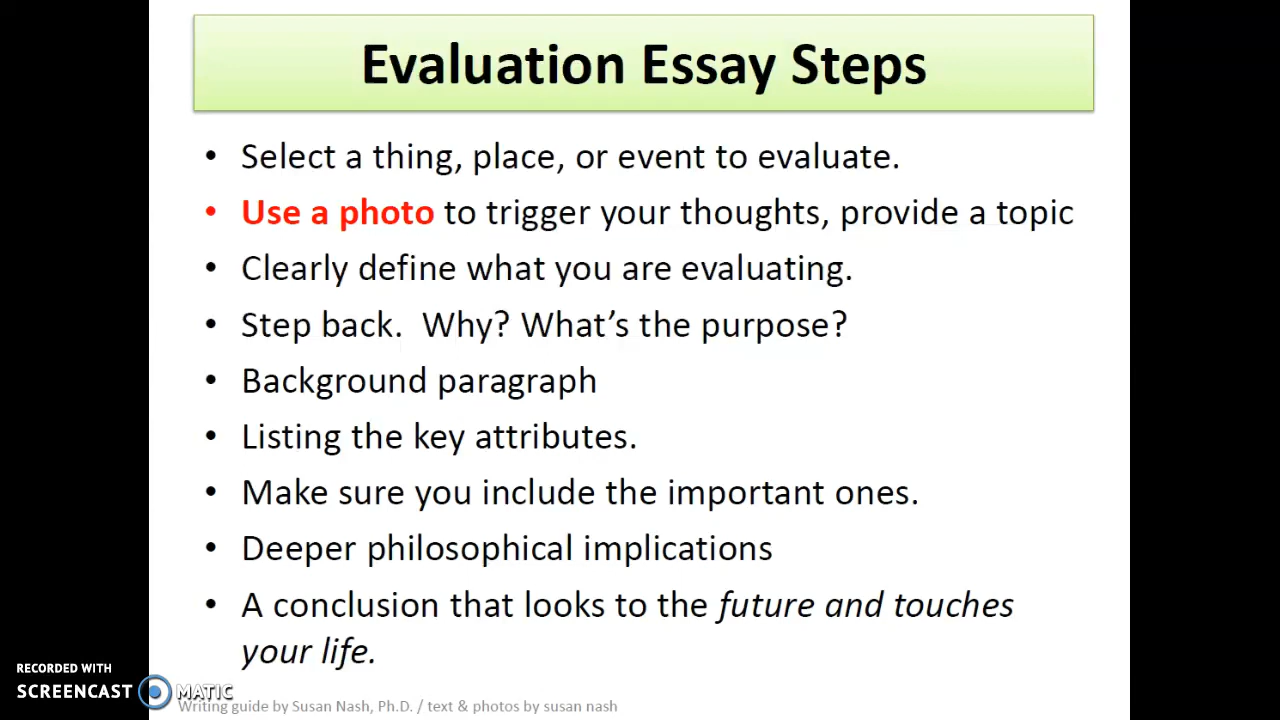 Evaluation Essay Steps
• Select a thing, place, or event to evaluate.
• Use a photo to trigger your thoughts, provide a topic
• Clearly define what you are evaluating.
• Step back.  Why? What's the purpose?
• Background paragraph
• Listing the key attributes.
• Make sure you include the important ones.
• Deeper philosophical implications
• A conclusion that looks to the future and touches
your life.
RECORDED WITH
SCREENCAST MATIC
Writing guide by Susan Nash, Ph.D. / text & photos by susan nash